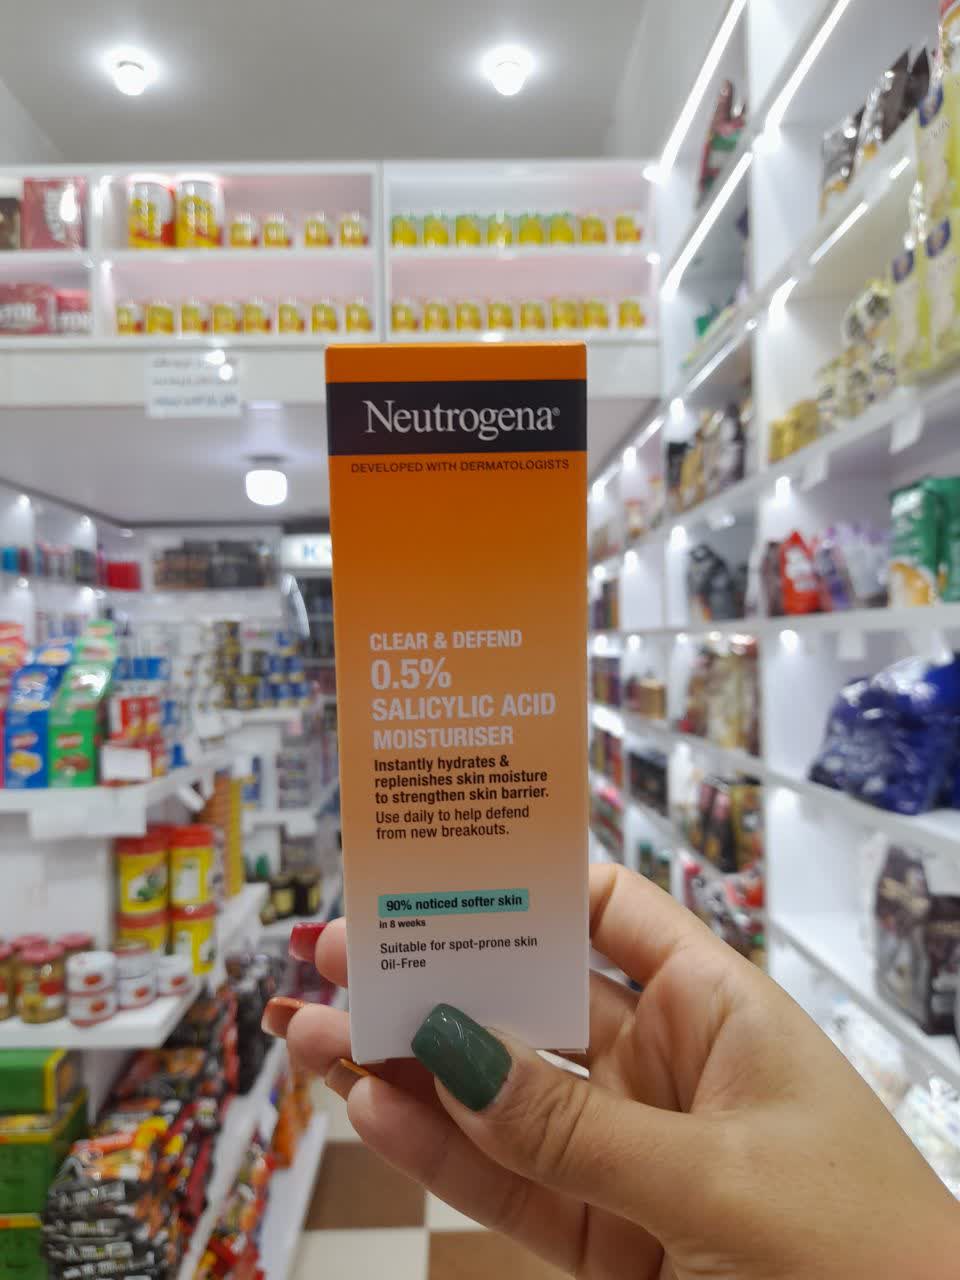 Neutrogena®
DEVELOPED WITH DERMATOLOGISTS
CLEAR & DEFEND
0.5%
SALICYLIC ACID
MOISTURISER
Instantly hydrates &
replenishes skin moisture
to strengthen skin barrier.
Use daily to help defend
from new breakouts.
90% noticed softer skin
in 8 weeks
Suitable for spot-prone skin
Oil-Free